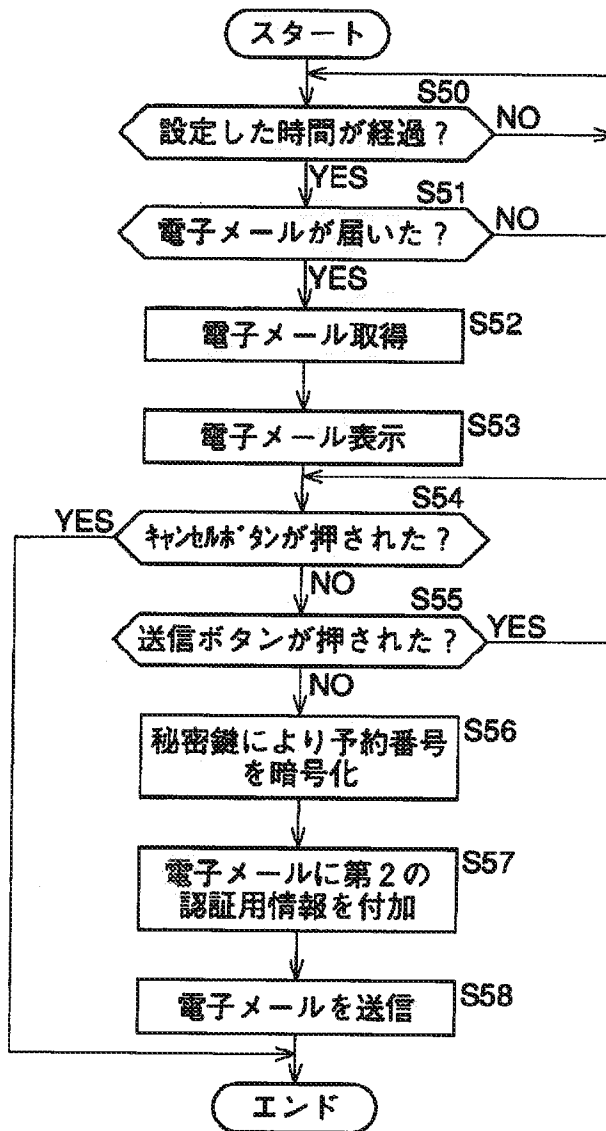 スタート
S50
設定した時間が経過?
NO
YES
S51
電子メールが届いた?
NO
YES
電子メール取得
S52
電子メール表示
S53
S54
YES
キャンセルボタンが押された?
NO
S55
送信ボタンが押された?
YES
NO
秘密鍵により予約番号
を暗号化
S56
電子メールに第2の
認証用情報を付加
S57
電子メールを送信
S58
エンド